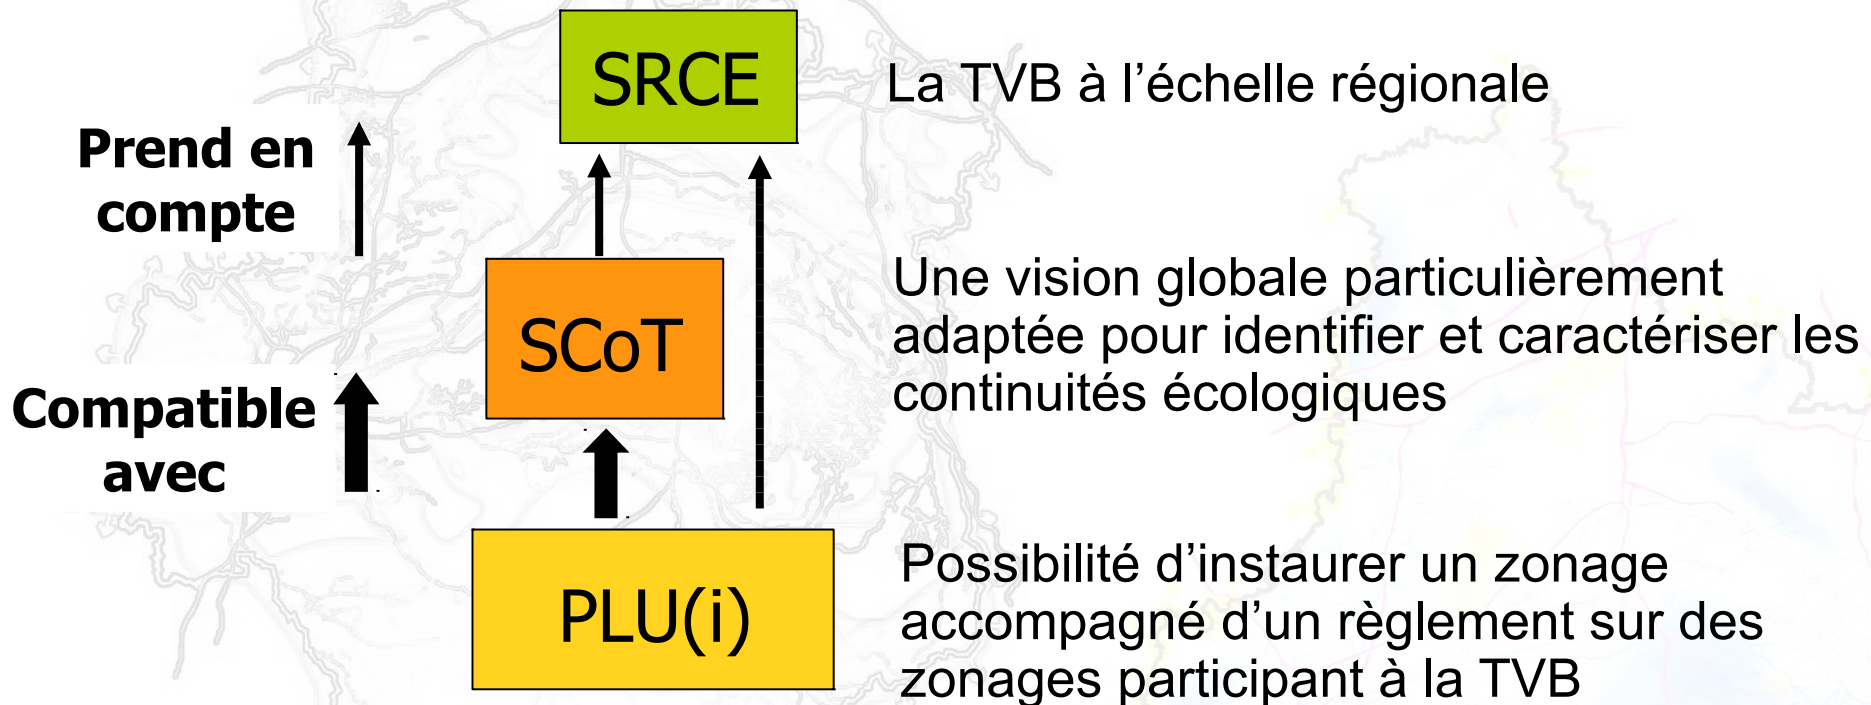 SRCE
La TVB à l’échelle régionale
Prend en
compte
SCoT
Une vision globale particulièrement
adaptée pour identifier et caractériser les
continuités écologiques
Compatible
avec
PLU(i)
Possibilité d’instaurer un zonage
accompagné d’un règlement sur des
zonages participant à la TVB